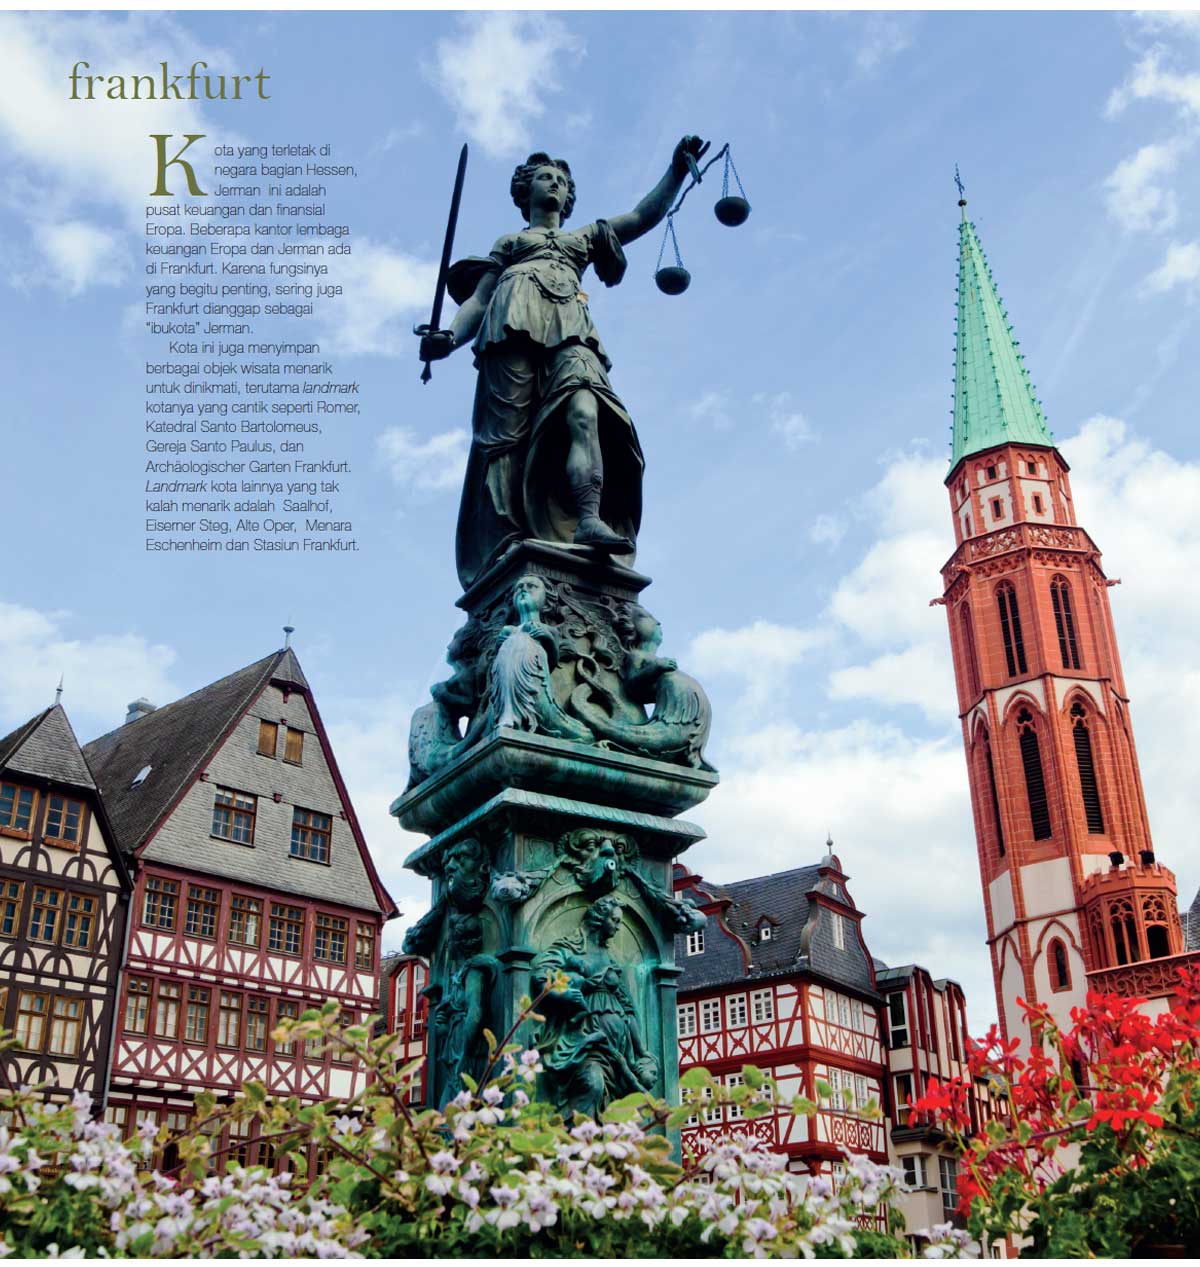 frankfurt
Kota yang terletak di
negara bagian Hessen,
Jerman ini adalah
pusat keuangan dan finansial
Eropa. Beberapa kantor lembaga
keuangan Eropa dan Jerman ada
di Frankfurt. Karena fungsinya
yang begitu penting, sering juga
Frankfurt dianggap sebagai
“ibukota” Jerman.
Kota ini juga menyimpan
berbagai objek wisata menarik
untuk dinikmati, terutama landmark
kotanya yang cantik seperti Romer,
Katedral Santo Bartolomeus,
Gereja Santo Paulus, dan
Archäologischer Garten Frankfurt.
Landmark kota lainnya yang tak
kalah menarik adalah Saalhof,
Eiserner Steg, Alte Oper, Menara
Eschenheim dan Stasiun Frankfurt.